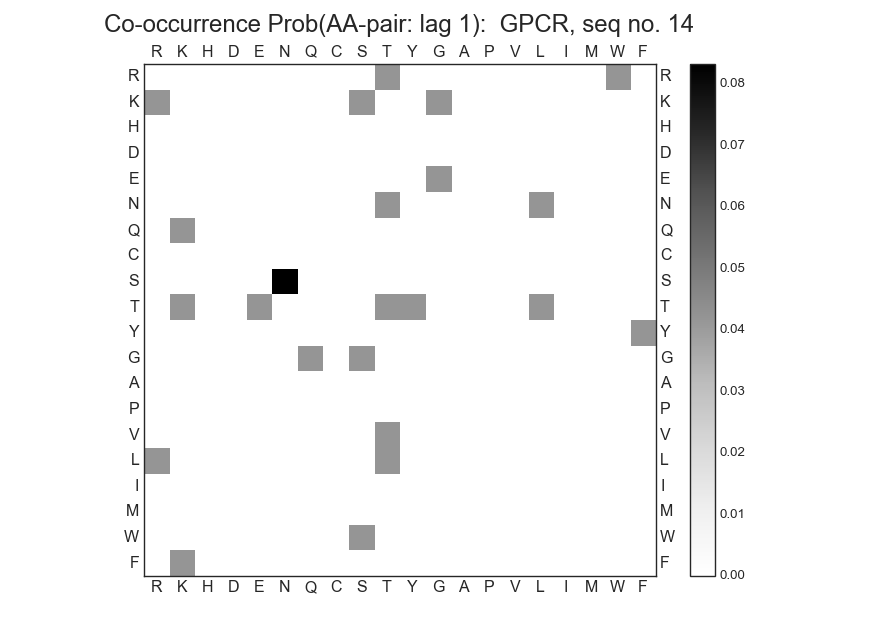 Co-occurrence Prob(AA-pair: lag 1):  GPCR, seq no. 14
R K H D E N Q C S T Y G A P V L I M W F
R R
K K
H H
D D
E E
N N
Q Q
C C
S S
T T
Y Y
G G
A A
P P
V V
L L
I I
M M
W W
F F
R K H D E N Q C S T Y G A P V L I M W F
0.08
0.07
0.06
0.05
0.04
0.03
0.02
0.01
0.00